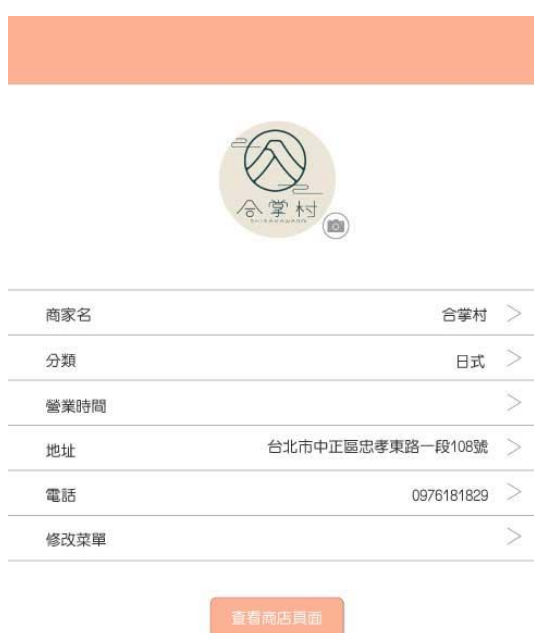 合掌村
商家名 合掌村
分類 日式
營業時間
地址 台北市中正區忠孝東路一段108號
電話 0976181829
修改菜單
查看商店頁面